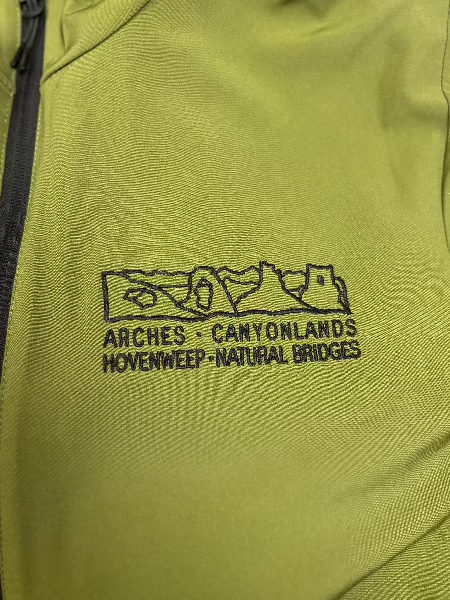 ARCHES · CANYONLANDS
HOVENWEEP·NATURAL BRIDGES